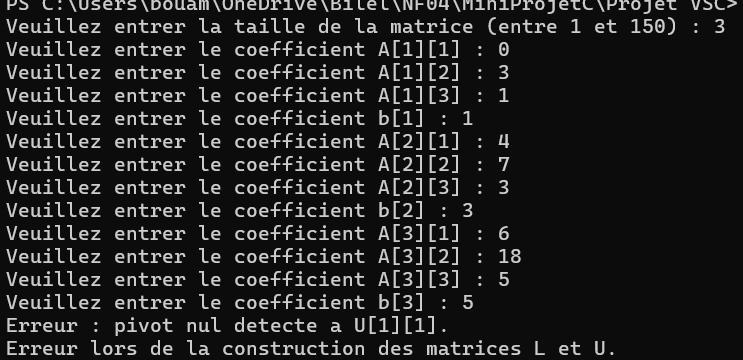 PS C:\Users\bouam\OneDrive\Bilel\NF04\MiniProjetC\Projet VSC>
Veuillez entrer la taille de la matrice (entre 1 et 150) : 3
Veuillez entrer le coefficient A[1][1] : 0
Veuillez entrer le coefficient A[1][2] : 3
Veuillez entrer le coefficient A[1][3] : 1
Veuillez entrer le coefficient b[1] : 1
Veuillez entrer le coefficient A[2][1] : 4
Veuillez entrer le coefficient A[2][2] : 7
Veuillez entrer le coefficient A[2][3] : 3
Veuillez entrer le coefficient b[2] : 3
Veuillez entrer le coefficient A[3][1] : 6
Veuillez entrer le coefficient A[3][2] : 18
Veuillez entrer le coefficient A[3][3] : 5
Veuillez entrer le coefficient b[3] : 5
Erreur : pivot nul detecte a U[1][1].
Erreur lors de la construction des matrices L et U.